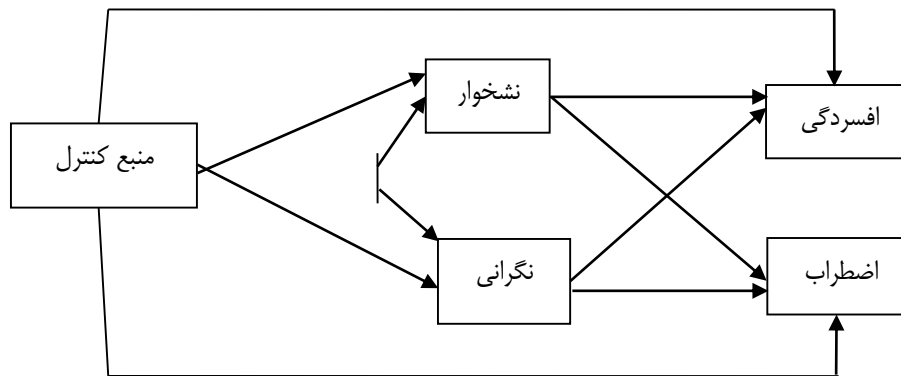 نشخوار
افسردگی
منبع کنترل
نگرانی
اضطراب